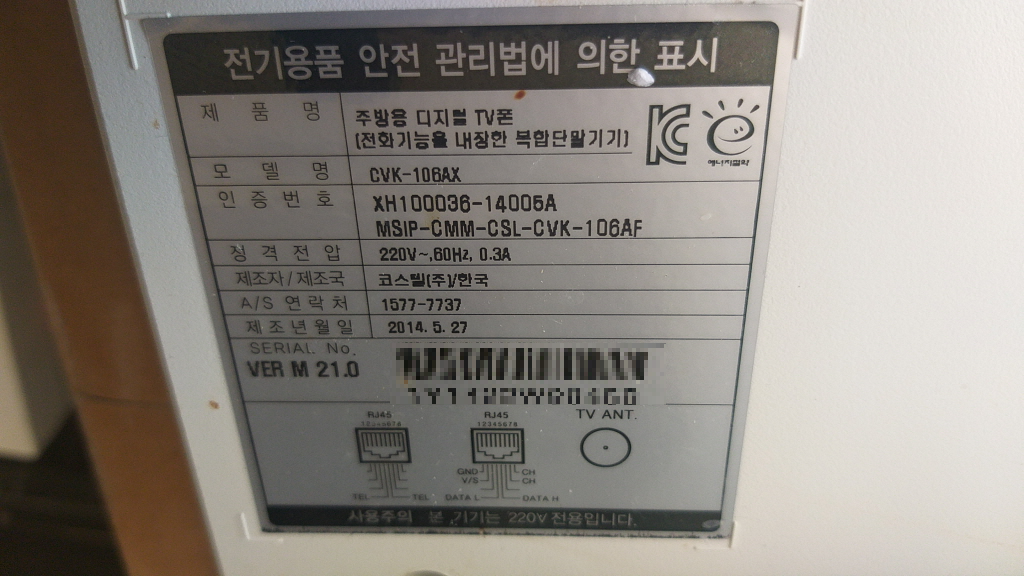 전기용품 안전 관리법에 의한 표시
제 품 명 주방용 디지털 TV폰
(전화기능을 내장한 복합단말기기)
에너지절약
모 델 명 CVK-106AX
인 증 번 호 XH100036-14005A
MSIP-CMM-CSL-CVK-106AF
정 격 전 압 220V~,60Hz, 0.3A
제조자/제조국 코스텔(주)/한국
A/S 연 락 처 1577-7737
제 조 년 월 일 2014. 5. 27
SERIAL. No.
VER M 21.0
RJ45 RJ45 TV ANT.
12345678 12345678
GND CH
V/S CH
TEL TEL DATA L DATA H
사용주의 본 기기는 220V 전용입니다.